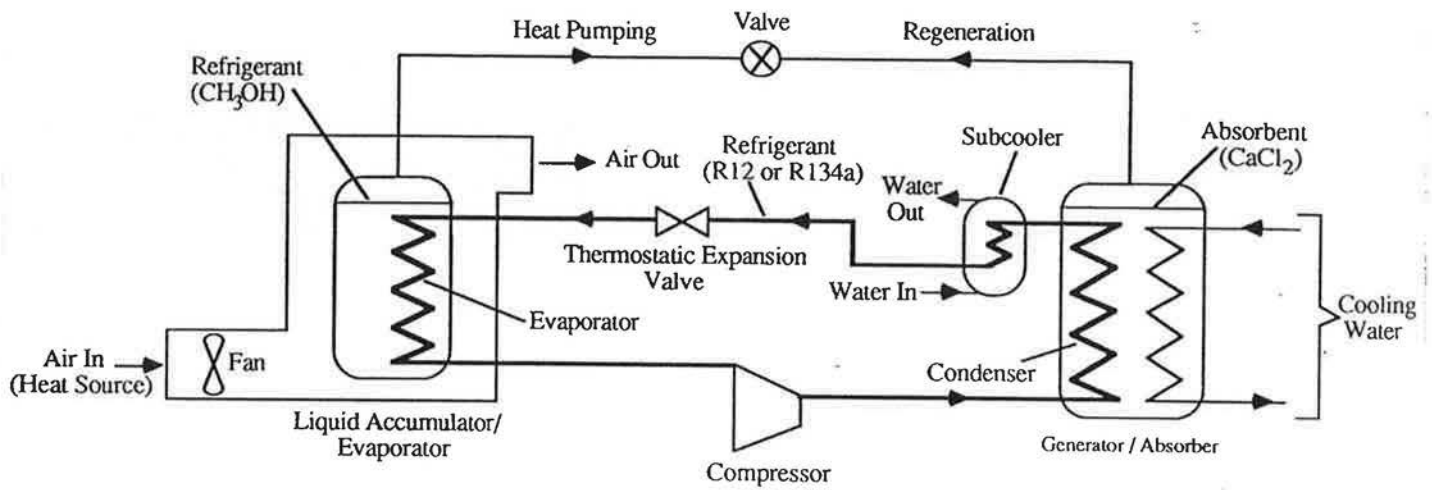 Heat Pumping
Valve
Regeneration
Refrigerant
(CH₃OH)
Air Out
Refrigerant
(R12 or R134a)
Subcooler
Absorbent
(CaCl₂)
Water
Out
Thermostatic Expansion
Valve
Water In
Evaporator
Cooling
Water
Air In
(Heat Source)
Fan
Condenser
Liquid Accumulator/
Evaporator
Compressor
Generator / Absorber